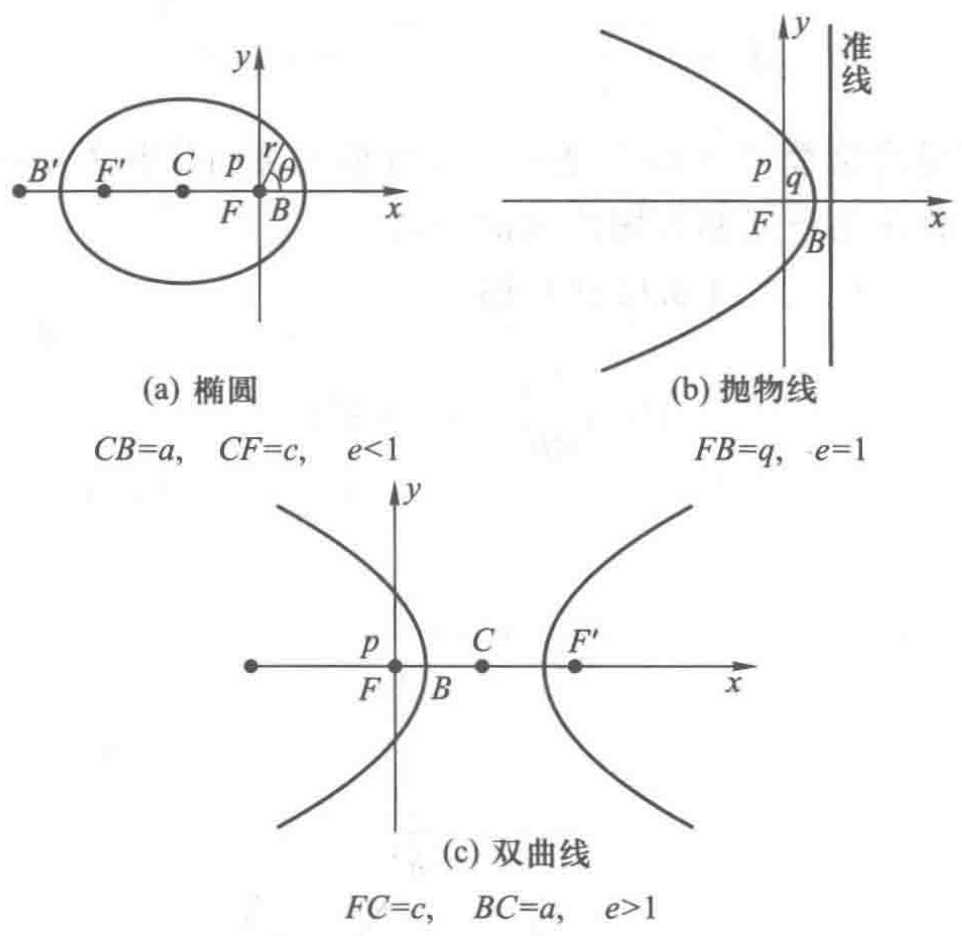 y
B' F' C p r θ
F B x
(a) 椭圆
CB=a, CF=c, e<1
y 准线
p q
F B x
(b) 抛物线
FB=q, e=1
y
p C F'
F B x
(c) 双曲线
FC=c, BC=a, e>1